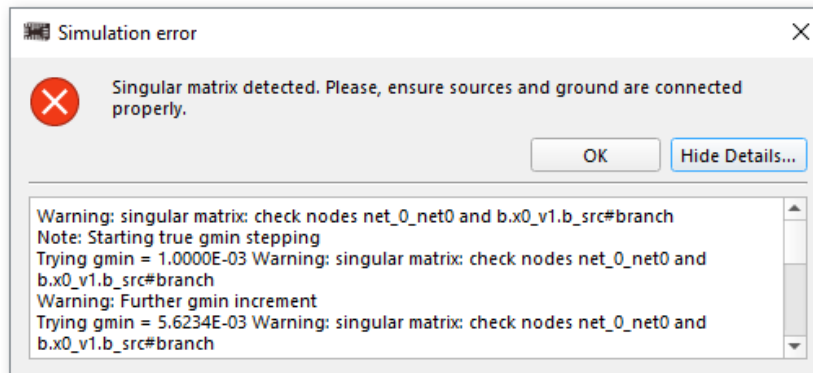 Simulation error
Singular matrix detected. Please, ensure sources and ground are connected
properly.
OK
Hide Details...
Warning: singular matrix: check nodes net_0_net0 and b.x0_v1.b_src#branch
Note: Starting true gmin stepping
Trying gmin = 1.0000E-03 Warning: singular matrix: check nodes net_0_net0 and
b.x0_v1.b_src#branch
Warning: Further gmin increment
Trying gmin = 5.6234E-03 Warning: singular matrix: check nodes net_0_net0 and
b.x0_v1.b_src#branch